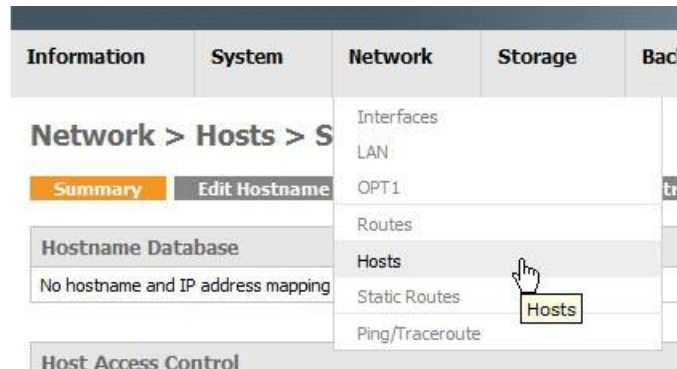 Information System Network Storage
Network > Hosts > S
Summary Edit Hostname
Hostname Database
No hostname and IP address mapping
Host Access Control
Interfaces
LAN
OPT1
Routes
Hosts
Static Routes
Hosts
Ping/Traceroute